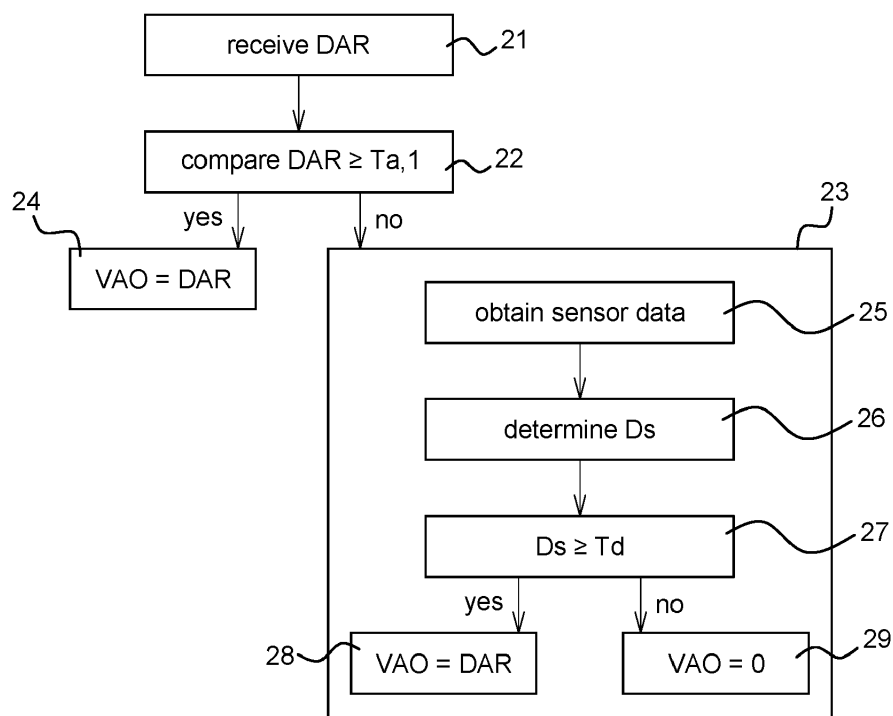 receive DAR
21
compare DAR ≥ Ta,1
22
yes
no
23
24
VAO = DAR
obtain sensor data
25
determine Ds
26
Ds ≥ Td
27
yes
no
28
VAO = DAR
VAO = 0
29